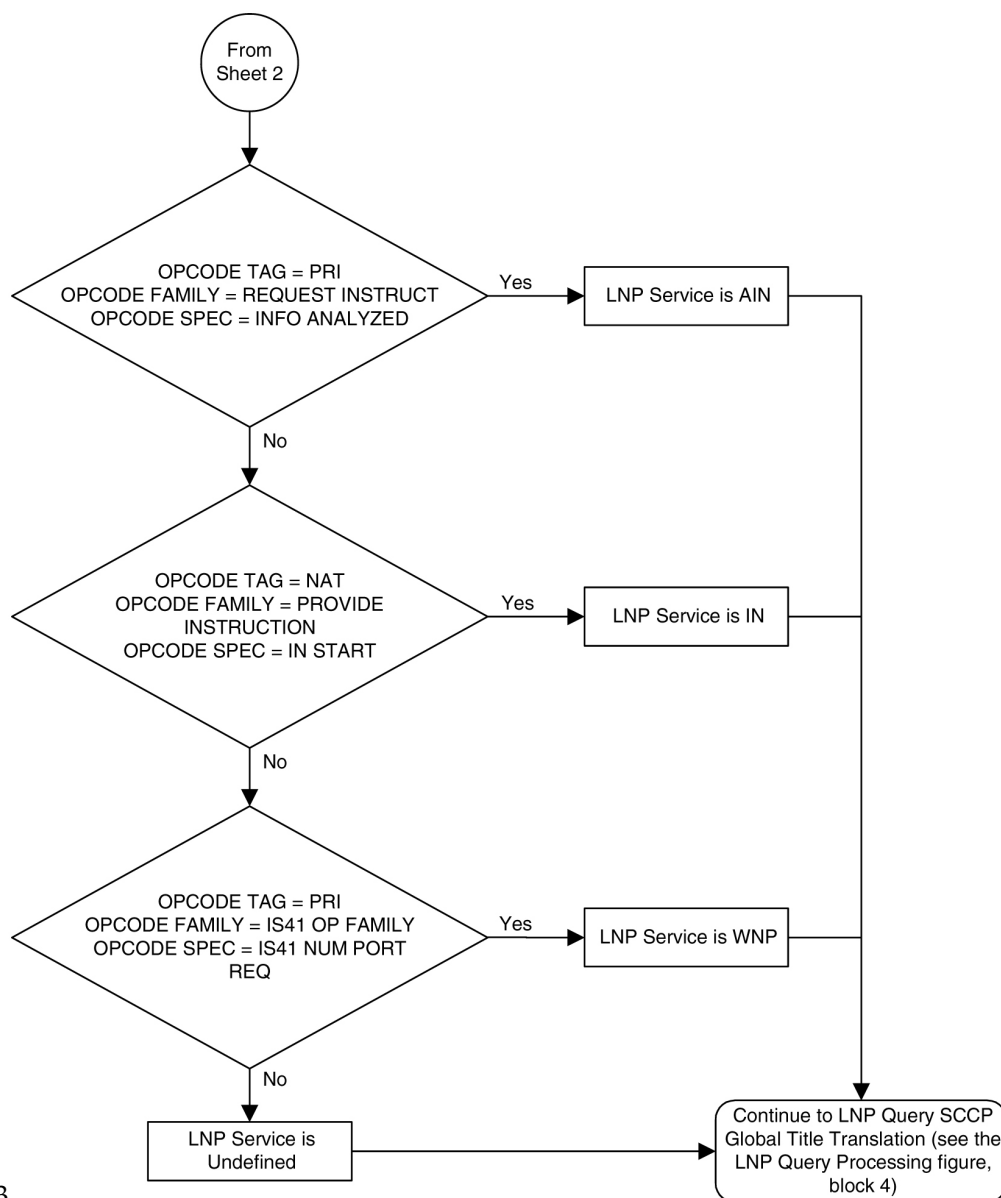 From
Sheet 2
OPCODE TAG = PRI
OPCODE FAMILY = REQUEST INSTRUCT
OPCODE SPEC = INFO ANALYZED
Yes
LNP Service is AIN
No
OPCODE TAG = NAT
OPCODE FAMILY = PROVIDE
INSTRUCTION
OPCODE SPEC = IN START
Yes
LNP Service is IN
No
OPCODE TAG = PRI
OPCODE FAMILY = IS41 OP FAMILY
OPCODE SPEC = IS41 NUM PORT
REQ
Yes
LNP Service is WNP
No
LNP Service is
Undefined
Continue to LNP Query SCCP
Global Title Translation (see the
LNP Query Processing figure,
block 4)